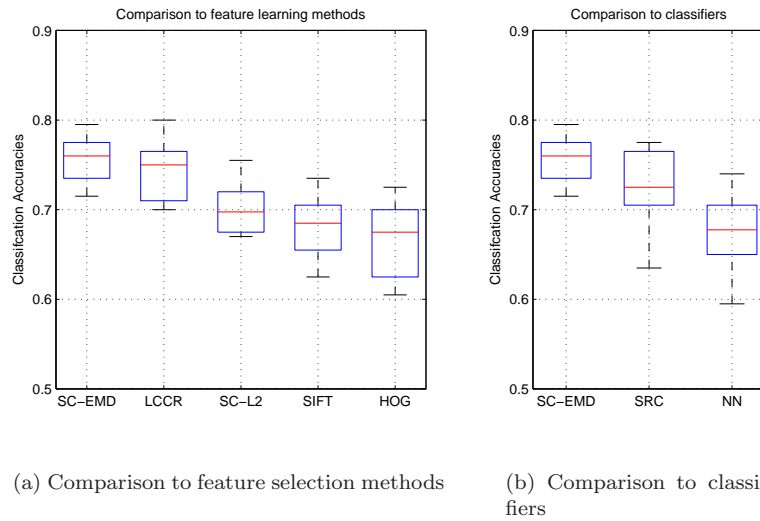 Comparison to feature learning methods
0.9
0.8
0.7
0.6
0.5
Classifcation Accuracies
SC−EMD LCCR SC−L2 SIFT HOG
(a) Comparison to feature selection methods
Comparison to classifiers
0.9
0.8
0.7
0.6
0.5
Classifcation Accuracies
SC−EMD SRC NN
(b) Comparison to classi
fiers